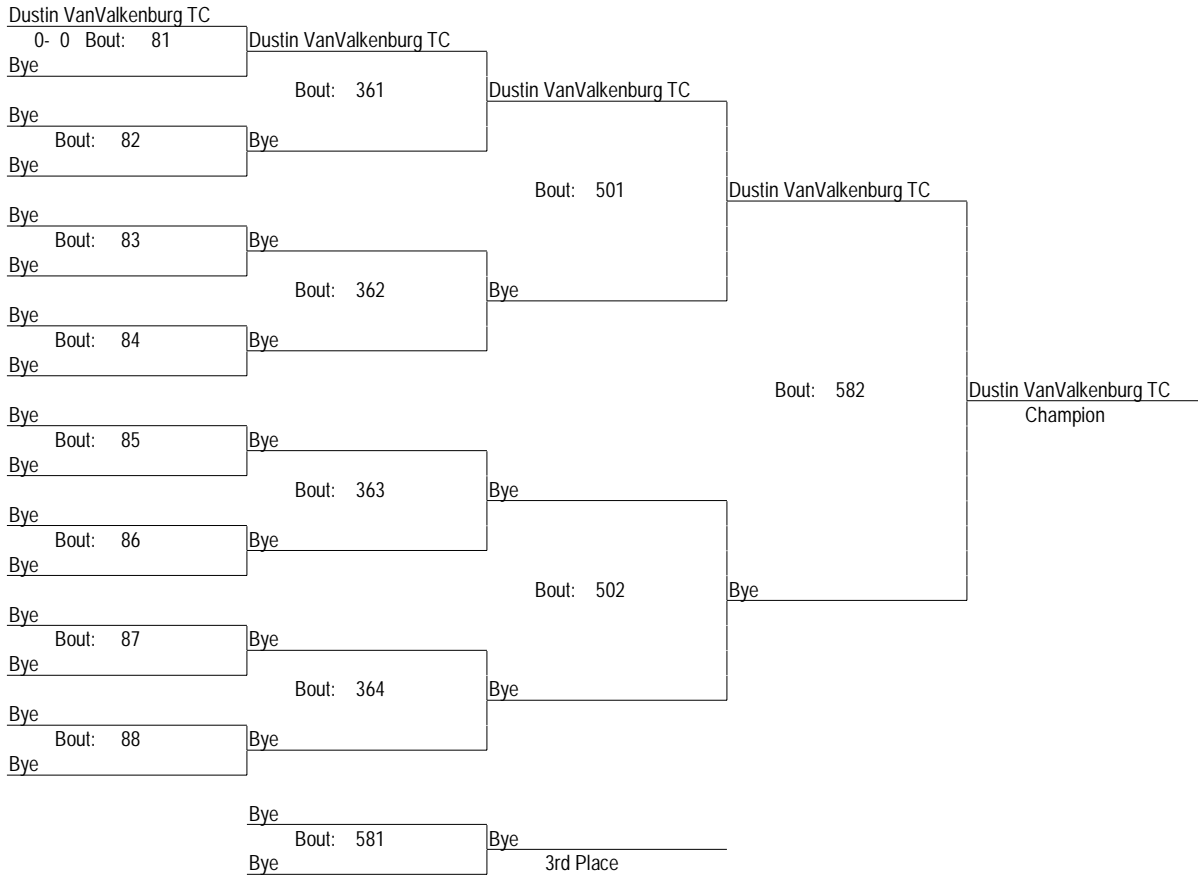 Dustin VanValkenburg TC
0- 0 Bout: 81
Dustin VanValkenburg TC
Bye
Bout: 361
Dustin VanValkenburg TC
Bye
Bout: 82
Bye
Bye
Bout: 501
Dustin VanValkenburg TC
Bye
Bout: 83
Bye
Bye
Bout: 362
Bye
Bye
Bout: 84
Bye
Bye
Bout: 582
Dustin VanValkenburg TC
Champion
Bye
Bout: 85
Bye
Bye
Bout: 363
Bye
Bye
Bout: 86
Bye
Bye
Bout: 502
Bye
Bye
Bout: 87
Bye
Bye
Bout: 364
Bye
Bye
Bout: 88
Bye
Bye
Bye
Bout: 581
Bye
Bye
3rd Place